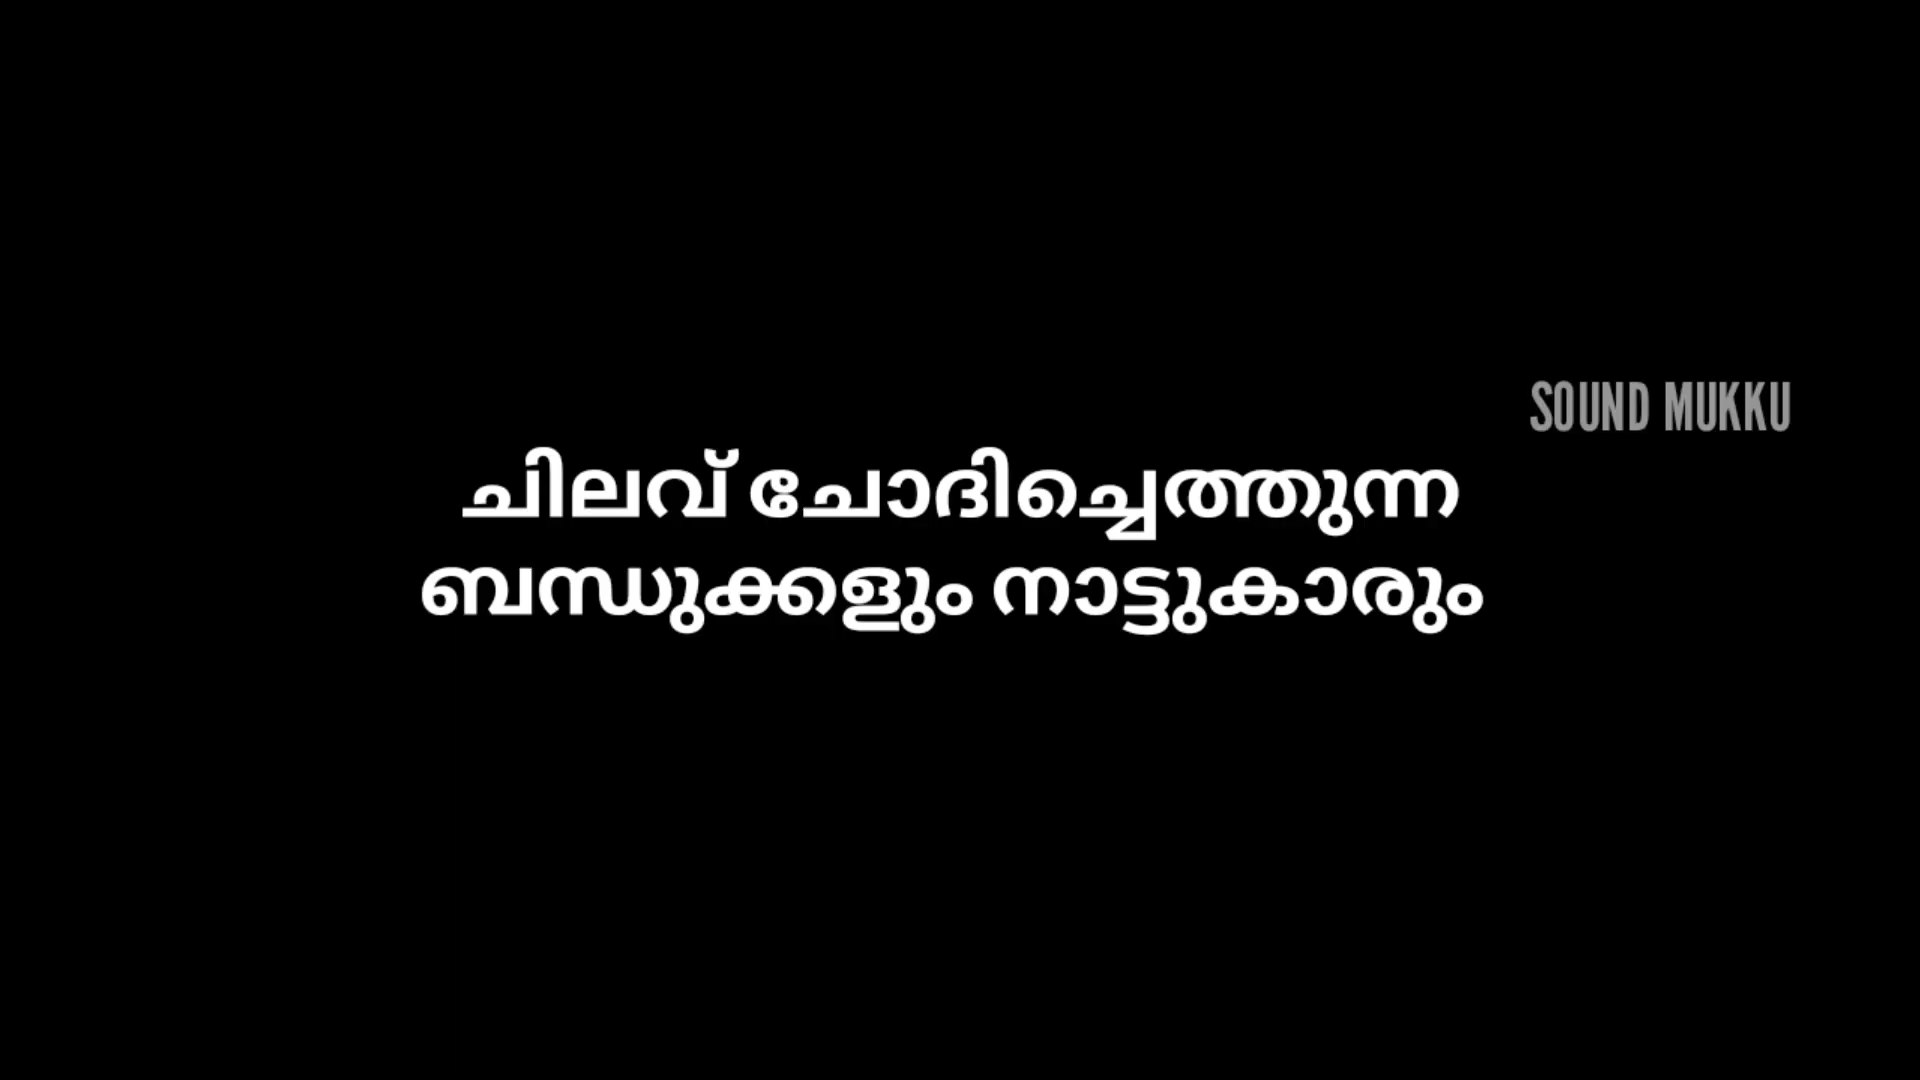 SOUND MUKKU
ചിലവ് ചോദിച്ചെത്തുന്ന
ബന്ധുക്കളും നാട്ടുകാരും